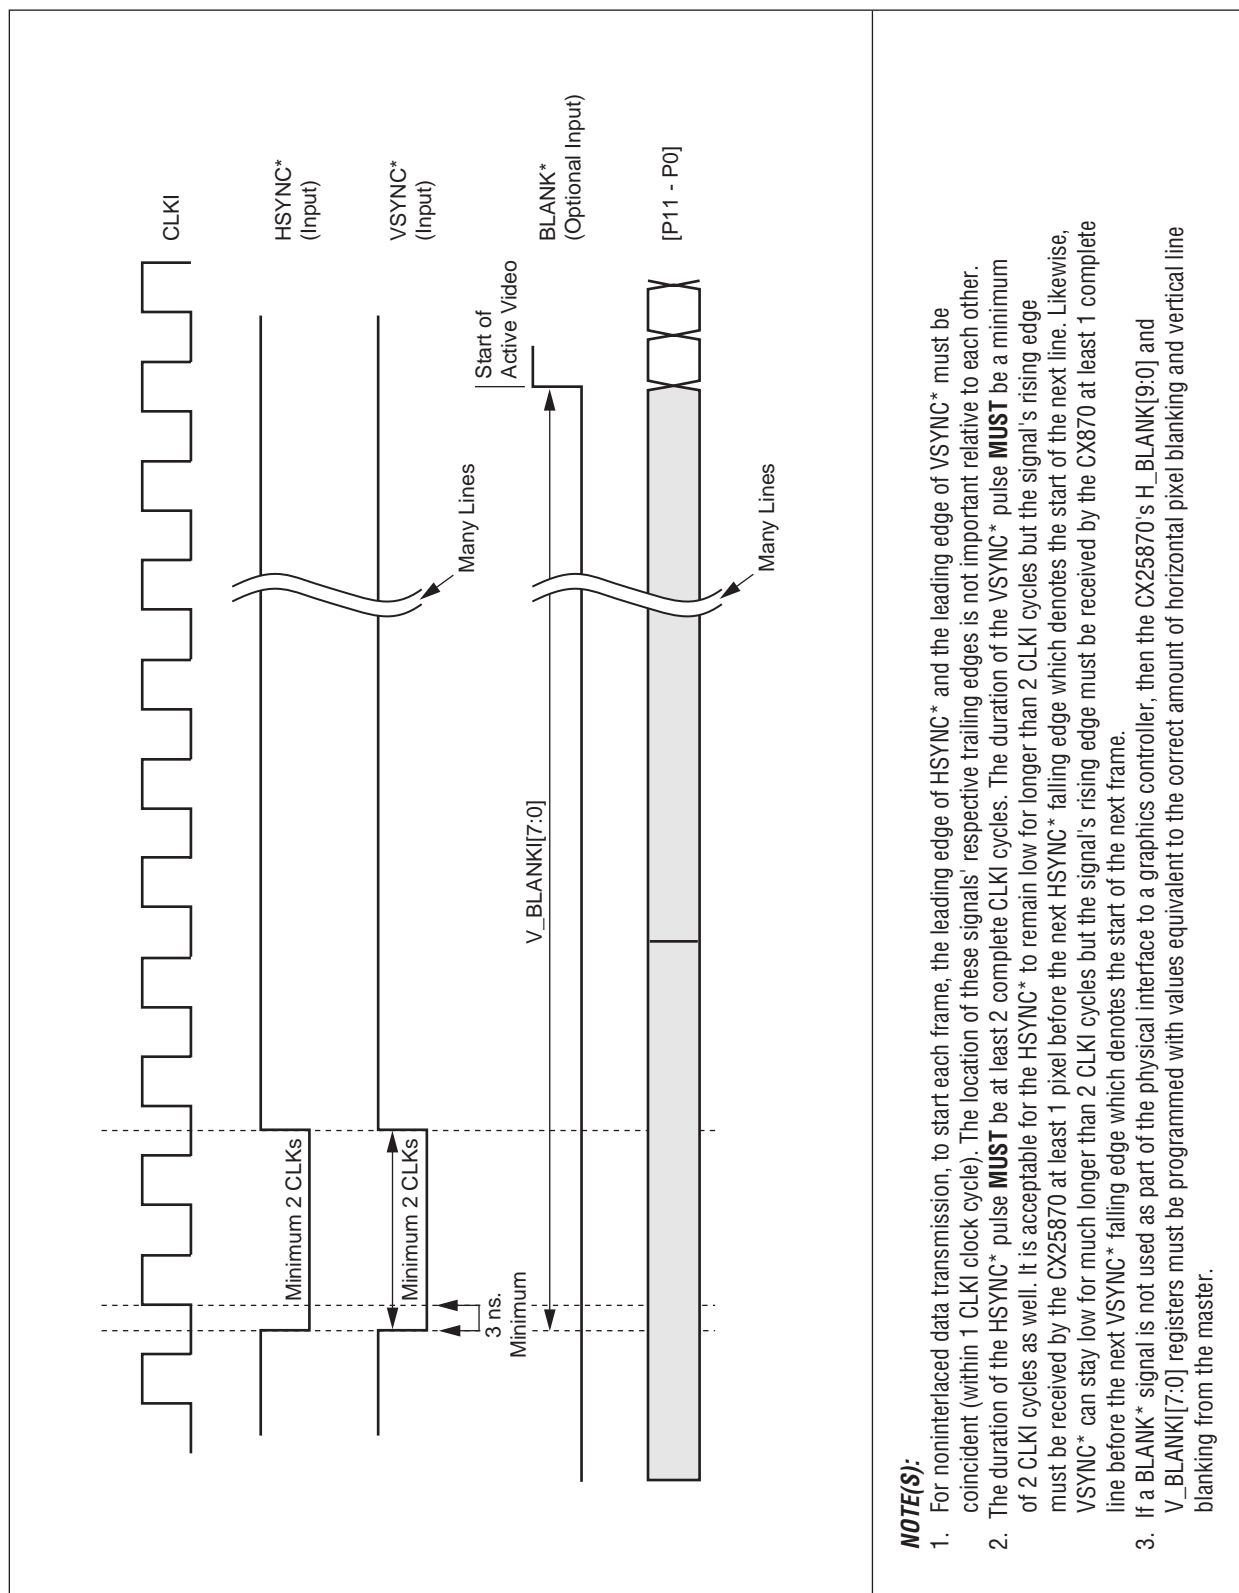 CLKI
HSYNC*
(Input)
VSYNC*
(Input)
BLANK*
(Optional Input)
[P11 - P0]
Start of
Active Video
Many Lines
Many Lines
V_BLANKI[7:0]
Minimum 2 CLKs
Minimum 2 CLKs
3 ns.
Minimum
NOTE(S):
1. For noninterlaced data transmission, to start each frame, the leading edge of HSYNC* and the leading edge of VSYNC* must be
coincident (within 1 CLKI clock cycle). The location of these signals' respective trailing edges is not important relative to each other.
2. The duration of the HSYNC* pulse MUST be at least 2 complete CLKI cycles. The duration of the VSYNC* pulse MUST be a minimum
of 2 CLKI cycles as well. It is acceptable for the HSYNC* to remain low for longer than 2 CLKI cycles but the signal's rising edge
must be received by the CX25870 at least 1 pixel before the next HSYNC* falling edge which denotes the start of the next line. Likewise,
VSYNC* can stay low for much longer than 2 CLKI cycles but the signal's rising edge must be received by the CX870 at least 1 complete
line before the next VSYNC* falling edge which denotes the start of the next frame.
3. If a BLANK* signal is not used as part of the physical interface to a graphics controller, then the CX25870's H_BLANK[9:0] and
V_BLANKI[7:0] registers must be programmed with values equivalent to the correct amount of horizontal pixel blanking and vertical line
blanking from the master.